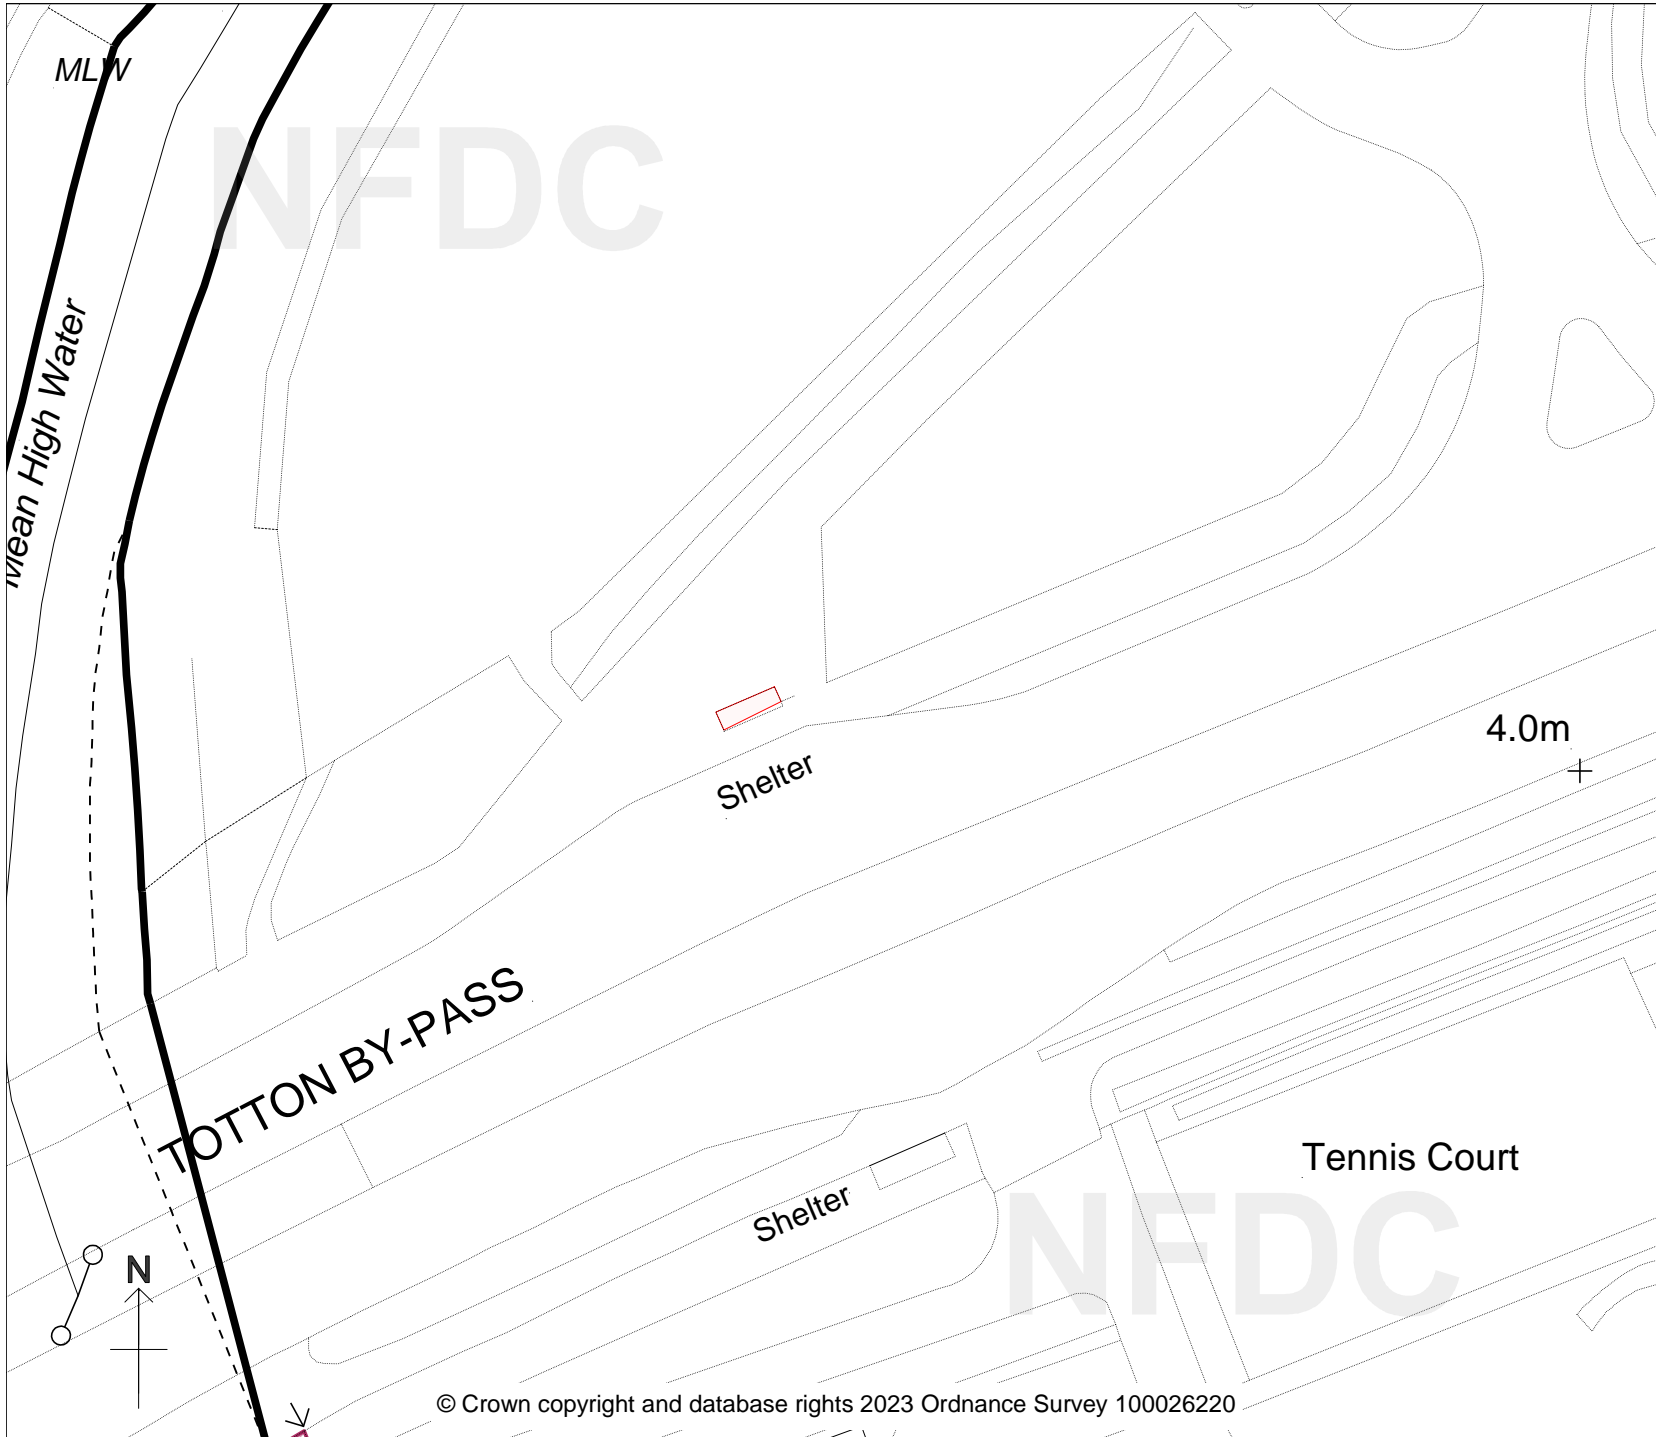 MLW
NFDC
Mean High Water
4.0m
Shelter
TOTTON BY-PASS
Tennis Court
Shelter
NFDC
N
© Crown copyright and database rights 2023 Ordnance Survey 100026220